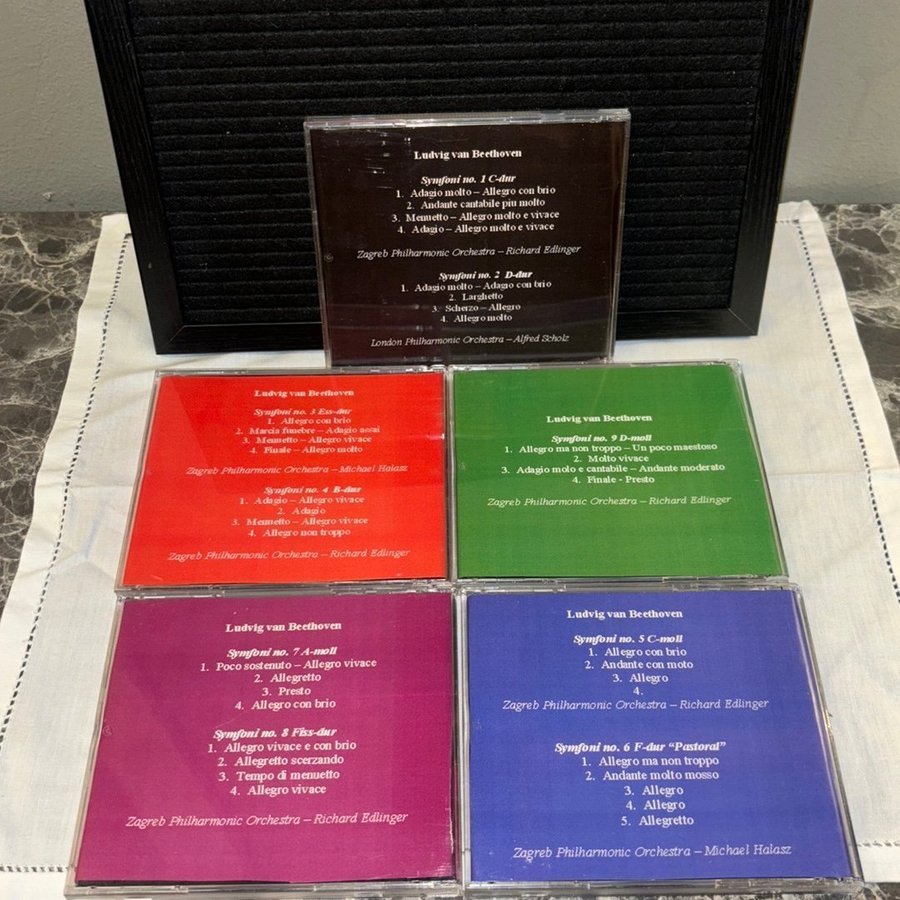 Ludvig van Beethoven
Symfoni no. 1 C-dur
1. Adagio molto – Allegro con brio
2. Andante cantabile piu molto
3. Menuetto – Allegro molto e vivace
4. Adagio – Allegro molto e vivace
Zagreb Philharmonic Orchestra – Richard Edlinger
Symfoni no. 2 D-dur
1. Adagio molto – Adagio con brio
2. Larghetto
3. Scherzo – Allegro
4. Allegro molto
London Philharmonic Orchestra – Alfred Scholz
Ludvig van Beethoven
Symfoni no. 3 Ess-dur
1. Allegro con brio
2. Marcia funebre – Adagio assai
3. Mennetto – Allegro vivace
4. Finale – Allegro molto
Zagreb Philharmonic Orchestra – Michael Halasz
Symfoni no. 4 B-dur
1. Adagio – Allegro vivace
2. Adagio
3. Mennetto – Allegro vivace
4. Allegro non troppo
Zagreb Philharmonic Orchestra – Richard Edlinger
Ludvig van Beethoven
Symfoni no. 9 D-moll
1. Allegro ma non troppo – Un poco maestoso
2. Molto vivace
3. Adagio molo e cantabile – Andante moderato
4. Finale - Presto
Zagreb Philharmonic Orchestra – Richard Edlinger
Ludvig van Beethoven
Symfoni no. 7 A-moll
1. Poco sostenuto – Allegro vivace
2. Allegretto
3. Presto
4. Allegro con brio
Symfoni no. 8 Fiss-dur
1. Allegro vivace e con brio
2. Allegretto scerzando
3. Tempo di menuetto
4. Allegro vivace
Zagreb Philharmonic Orchestra – Richard Edlinger
Ludvig van Beethoven
Symfoni no. 5 C-moll
1. Allegro con brio
2. Andante con moto
3. Allegro
4.
Zagreb Philharmonic Orchestra – Richard Edlinger
Symfoni no. 6 F-dur “Pastoral”
1. Allegro ma non troppo
2. Andante molto mosso
3. Allegro
4. Allegro
5. Allegretto
Zagreb Philharmonic Orchestra – Michael Halasz